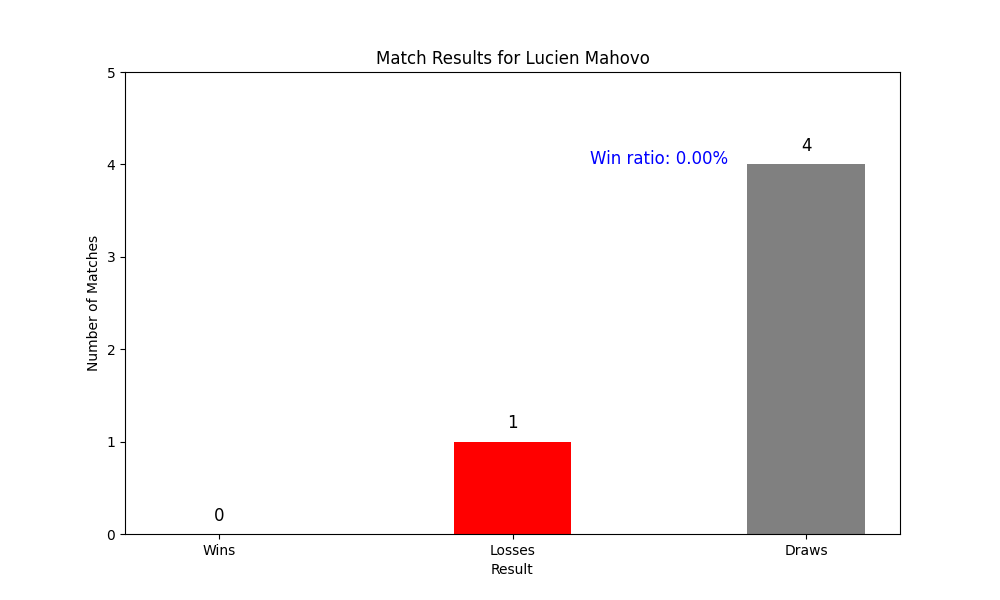 Match Results for Lucien Mahovo
5
4
3
2
1
0
Number of Matches
Win ratio: 0.00%
0
1
4
Wins
Losses
Draws
Result